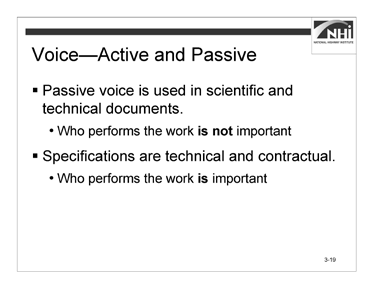 NHI
NATIONAL HIGHWAY INSTITUTE
Voice—Active and Passive
▪ Passive voice is used in scientific and
technical documents.
• Who performs the work is not important
▪ Specifications are technical and contractual.
• Who performs the work is important
3-19